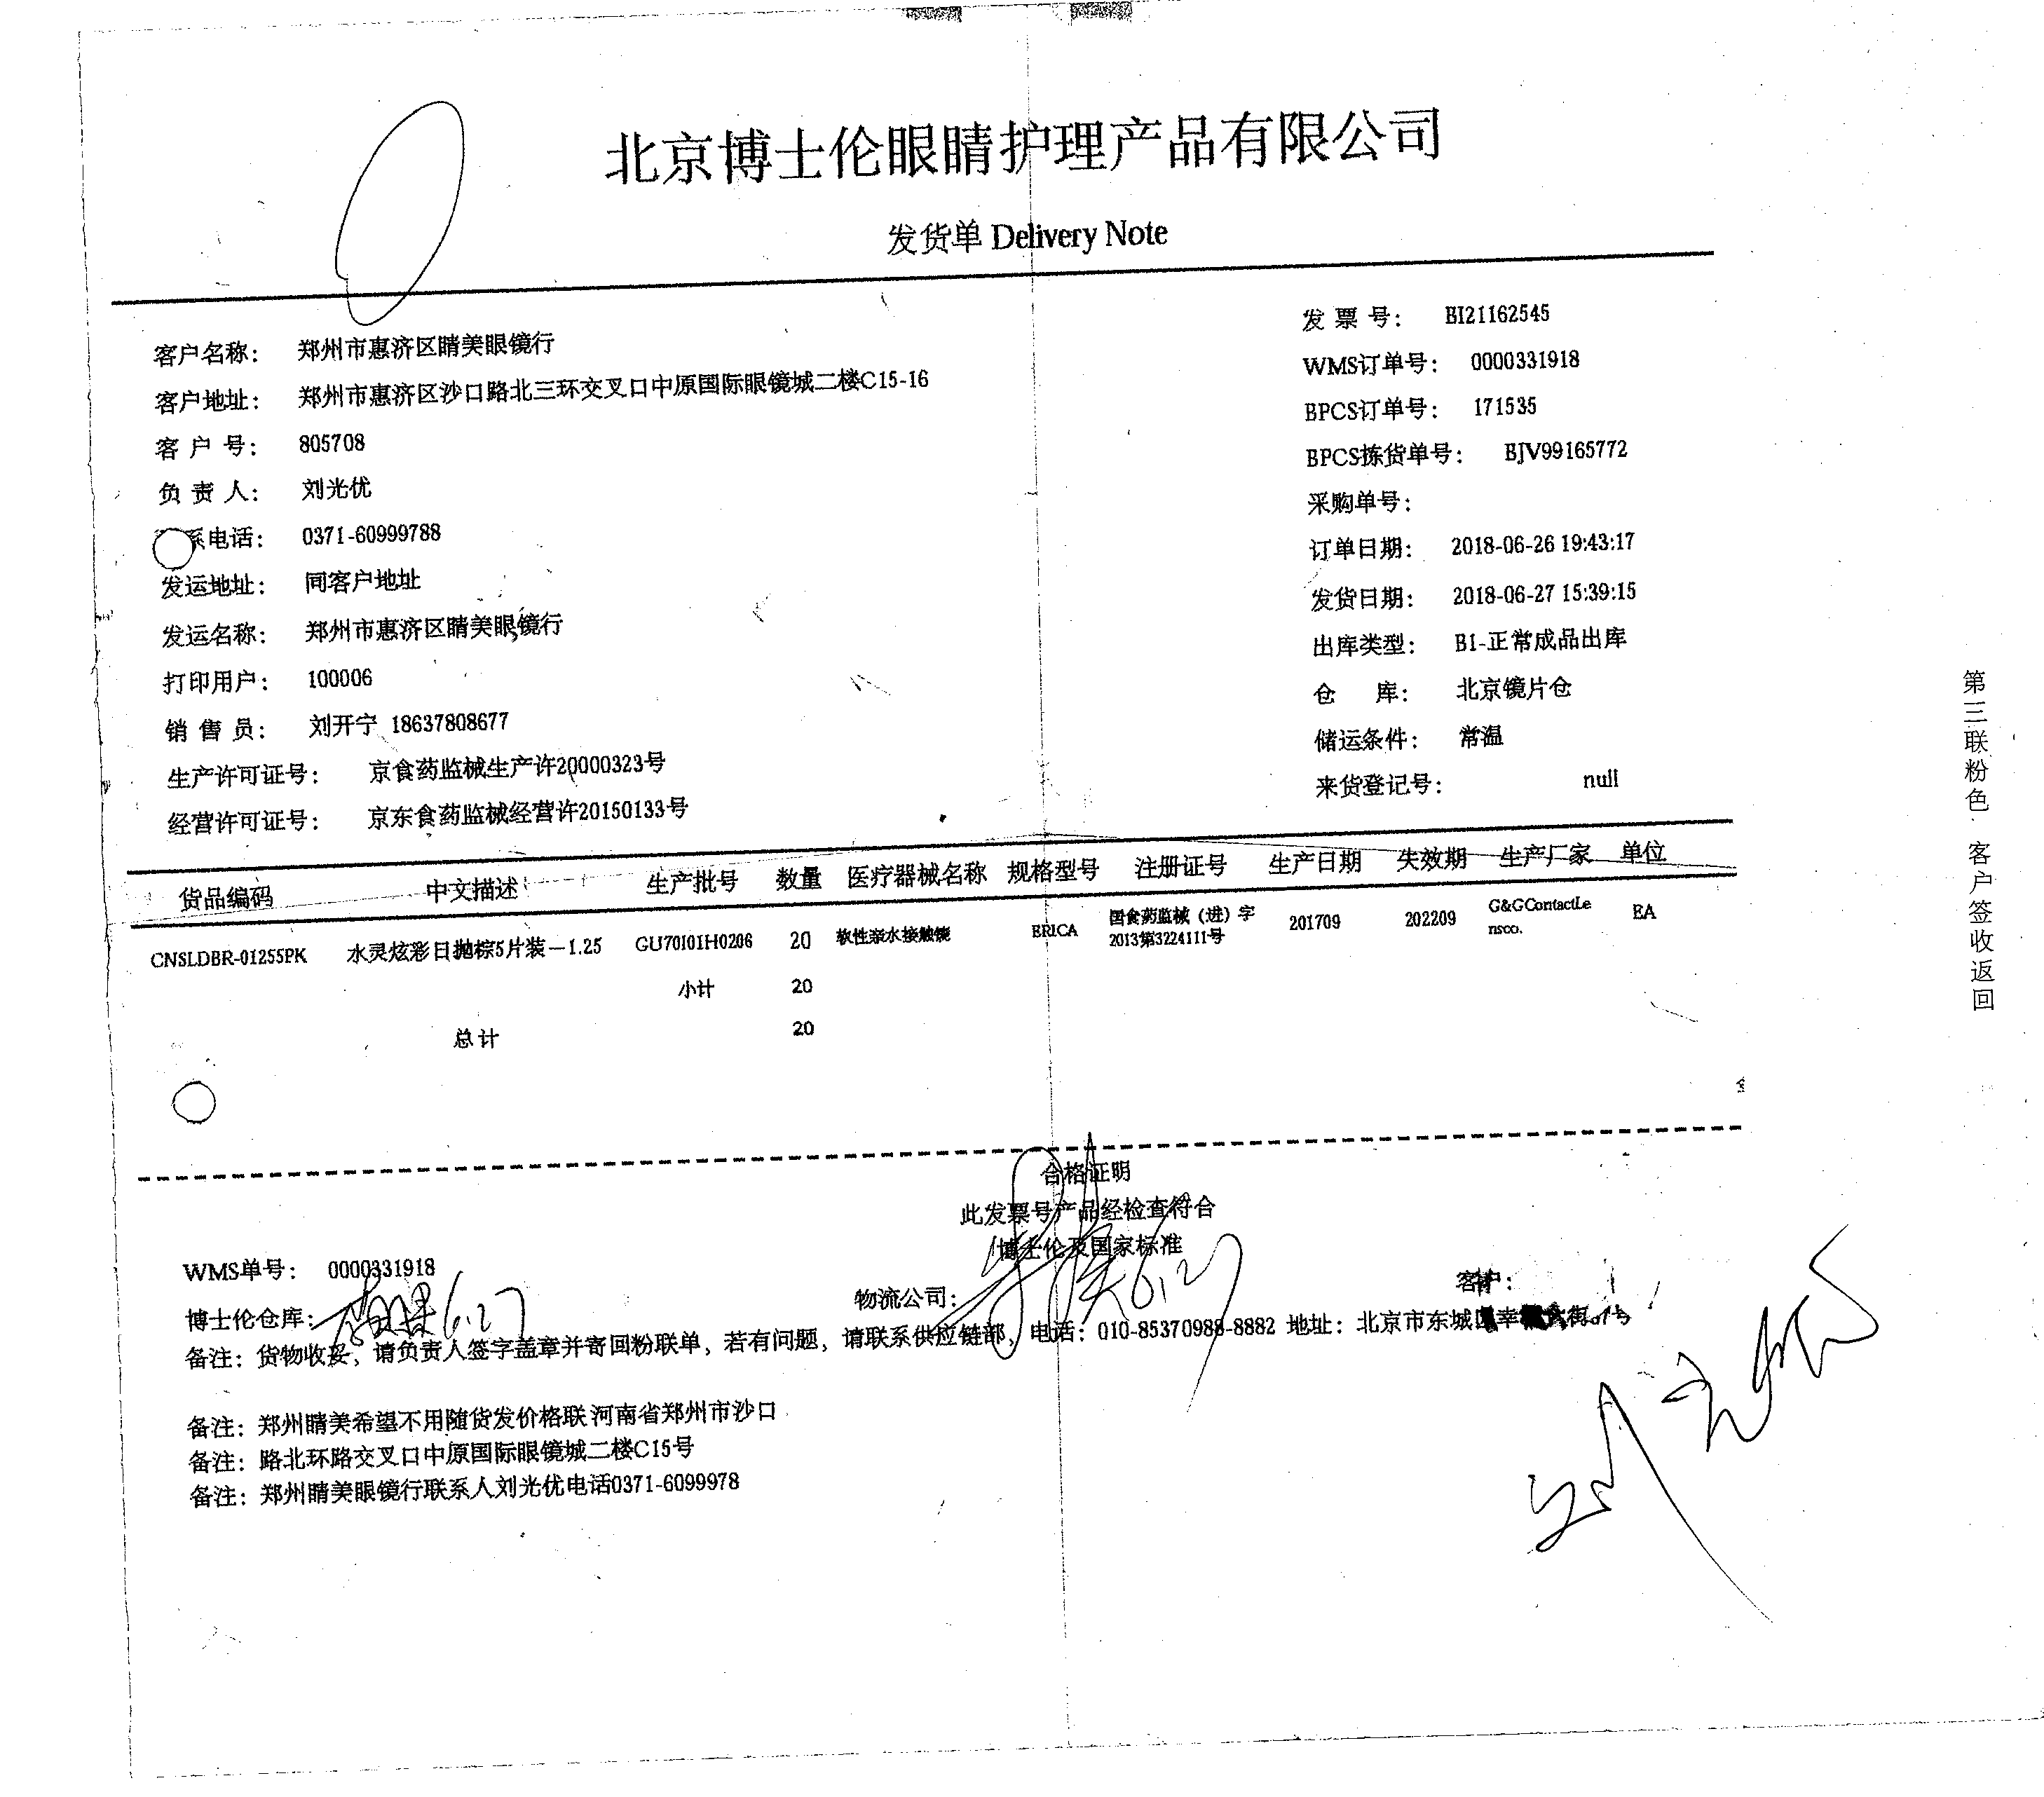 北京博士伦眼睛护理产品有限公司
发货单 Delivery Note
客户名称： 郑州市惠济区睛美眼镜行
客户地址： 郑州市惠济区沙口路北三环交叉口中原国际眼镜城二楼C15-16
客 户 号： 805708
负 责 人： 刘光优
系电话： 0371-60999788
发运地址： 同客户地址
发运名称： 郑州市惠济区睛美眼镜行
打印用户： 100006
销 售 员： 刘开宁 18637808677
生产许可证号： 京食药监械生产许20000323号
经营许可证号： 京东食药监械经营许20150133号
发 票 号： BI21162545
WMS订单号： 0000331918
BPCS订单号： 171535
BPCS拣货单号： BJV99165772
采购单号：
订单日期： 2018-06-26 19:43:17
发货日期： 2018-06-27 15:39:15
出库类型： B1-正常成品出库
仓 库： 北京镜片仓
储运条件： 常温
来货登记号： null
货品编码 中文描述 生产批号 数量 医疗器械名称 规格型号 注册证号 生产日期 失效期 生产厂家 单位
CNSLDBR-01255PK 水灵炫彩日抛棕5片装－1.25 GU70101H0206 20 软性亲水接触镜 BRICA 国食药监械（进）字2013第3224111号 201709 202209 G&GContactLensco. EA
小计 20
总计 20
合格证明
此发票号产品经检查符合
博士伦及国家标准
WMS单号： 0000331918
博士伦仓库： 6.27
物流公司： 6.27
客户：
备注：货物收妥，请负责人签字盖章并寄回粉联单，若有问题，请联系供应链部，电话：010-85370988-8882 地址：北京市东城区幸
备注：郑州睛美希望不用随货发价格联河南省郑州市沙口
备注：路北环路交叉口中原国际眼镜城二楼C15号
备注：郑州睛美眼镜行联系人刘光优电话0371-6099978
第三联粉色 客户签收返回